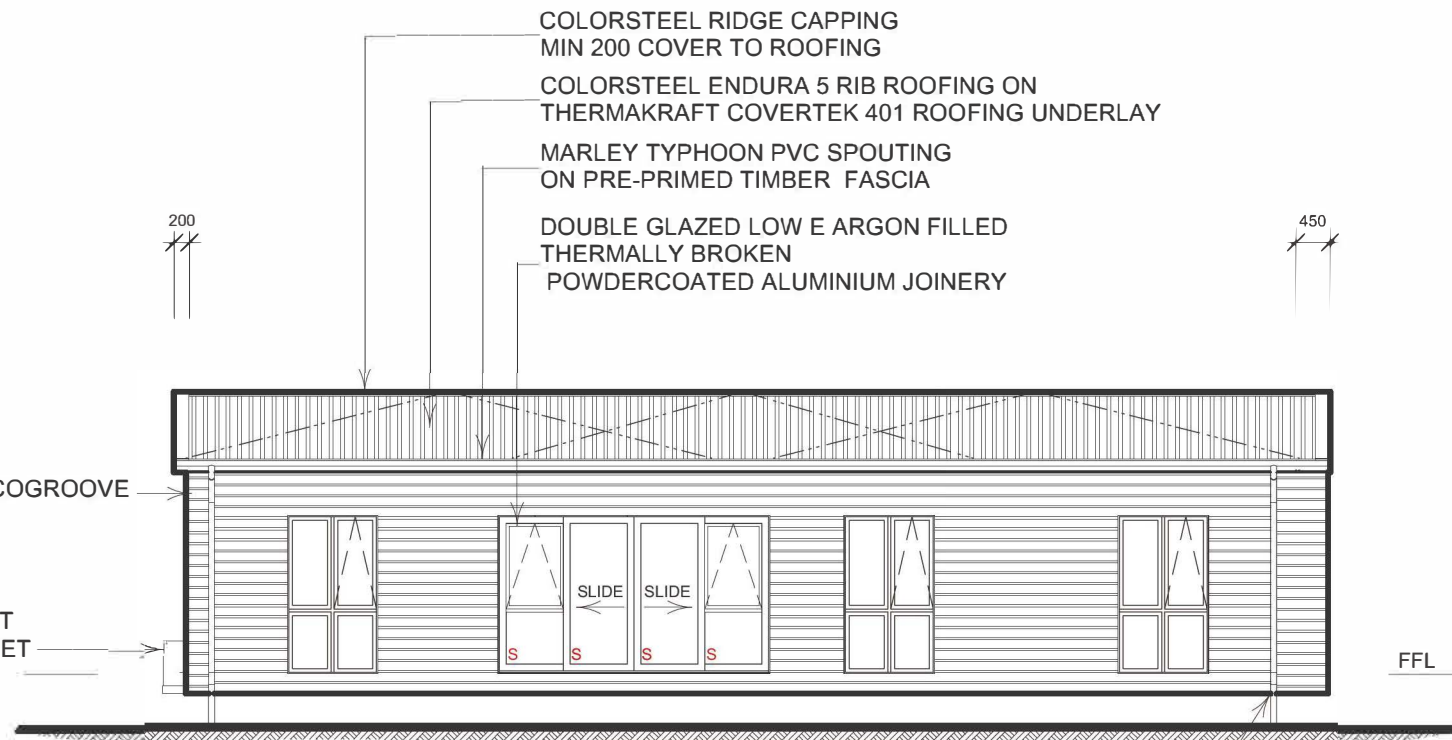 COLORSTEEL RIDGE CAPPING
MIN 200 COVER TO ROOFING
COLORSTEEL ENDURA 5 RIB ROOFING ON
THERMAKRAFT COVERTEK 401 ROOFING UNDERLAY
MARLEY TYPHOON PVC SPOUTING
ON PRE-PRIMED TIMBER FASCIA
200
450
DOUBLE GLAZED LOW E ARGON FILLED
THERMALLY BROKEN
POWDERCOATED ALUMINIUM JOINERY
COGROOVE
SLIDE SLIDE
T
ET
S S S S
FFL